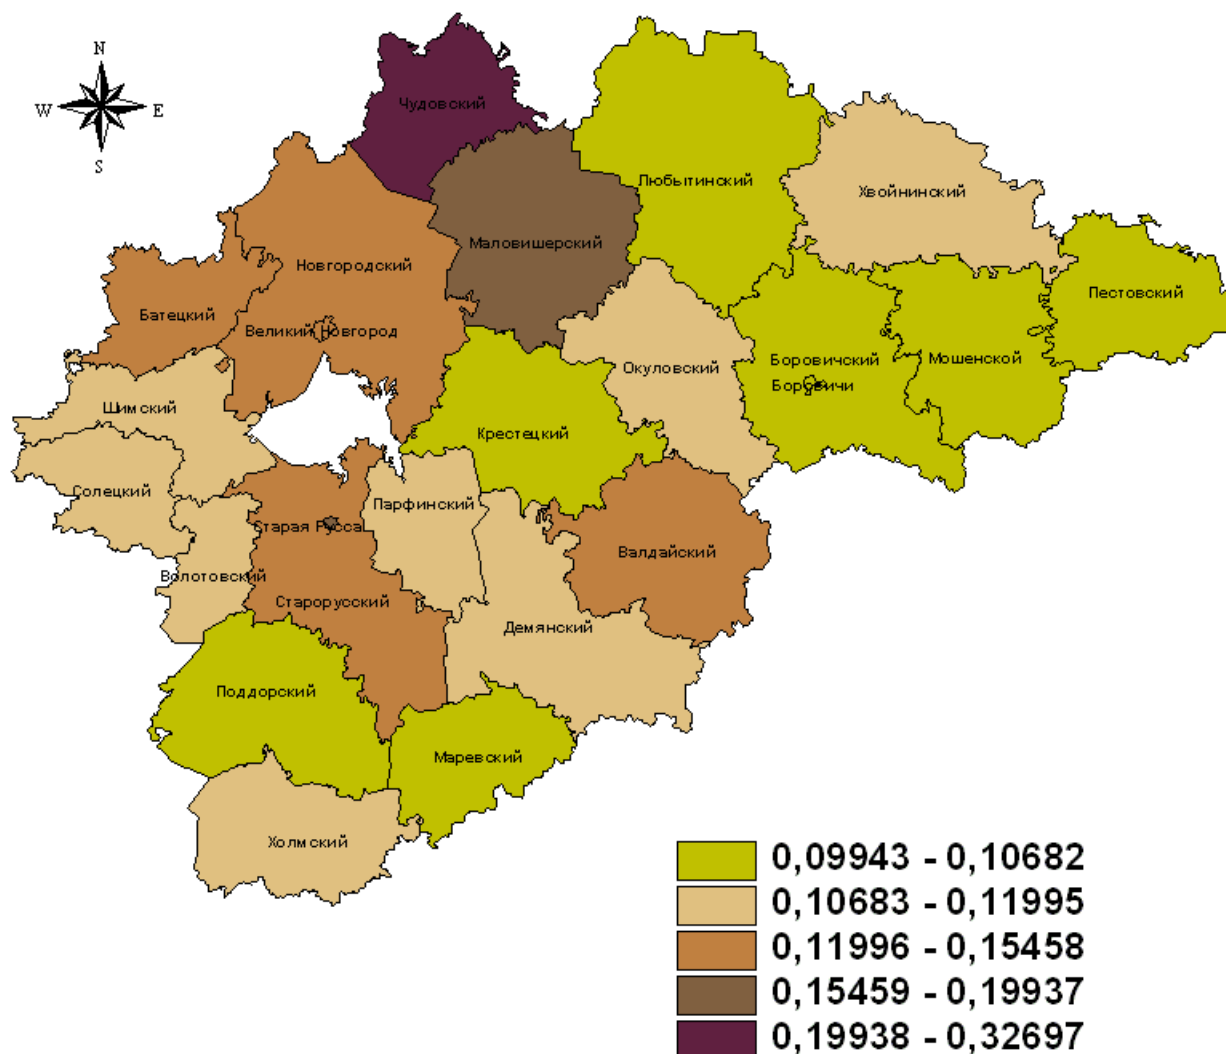 N
W E
S
Чудовский
Любытинский
Хвойнинский
Маловишерский
Новгородский
Пестовский
Батецкий
Великий Новгород
Боровичский
Мошенской
Окуловский
Боровичи
Шимский
Крестецкий
Солецкий
Парфинский
Старая Русса
Валдайский
Волотовский
Старорусский
Демянский
Поддорский
Маревский
Холмский
0,09943 - 0,10682
0,10683 - 0,11995
0,11996 - 0,15458
0,15459 - 0,19937
0,19938 - 0,32697